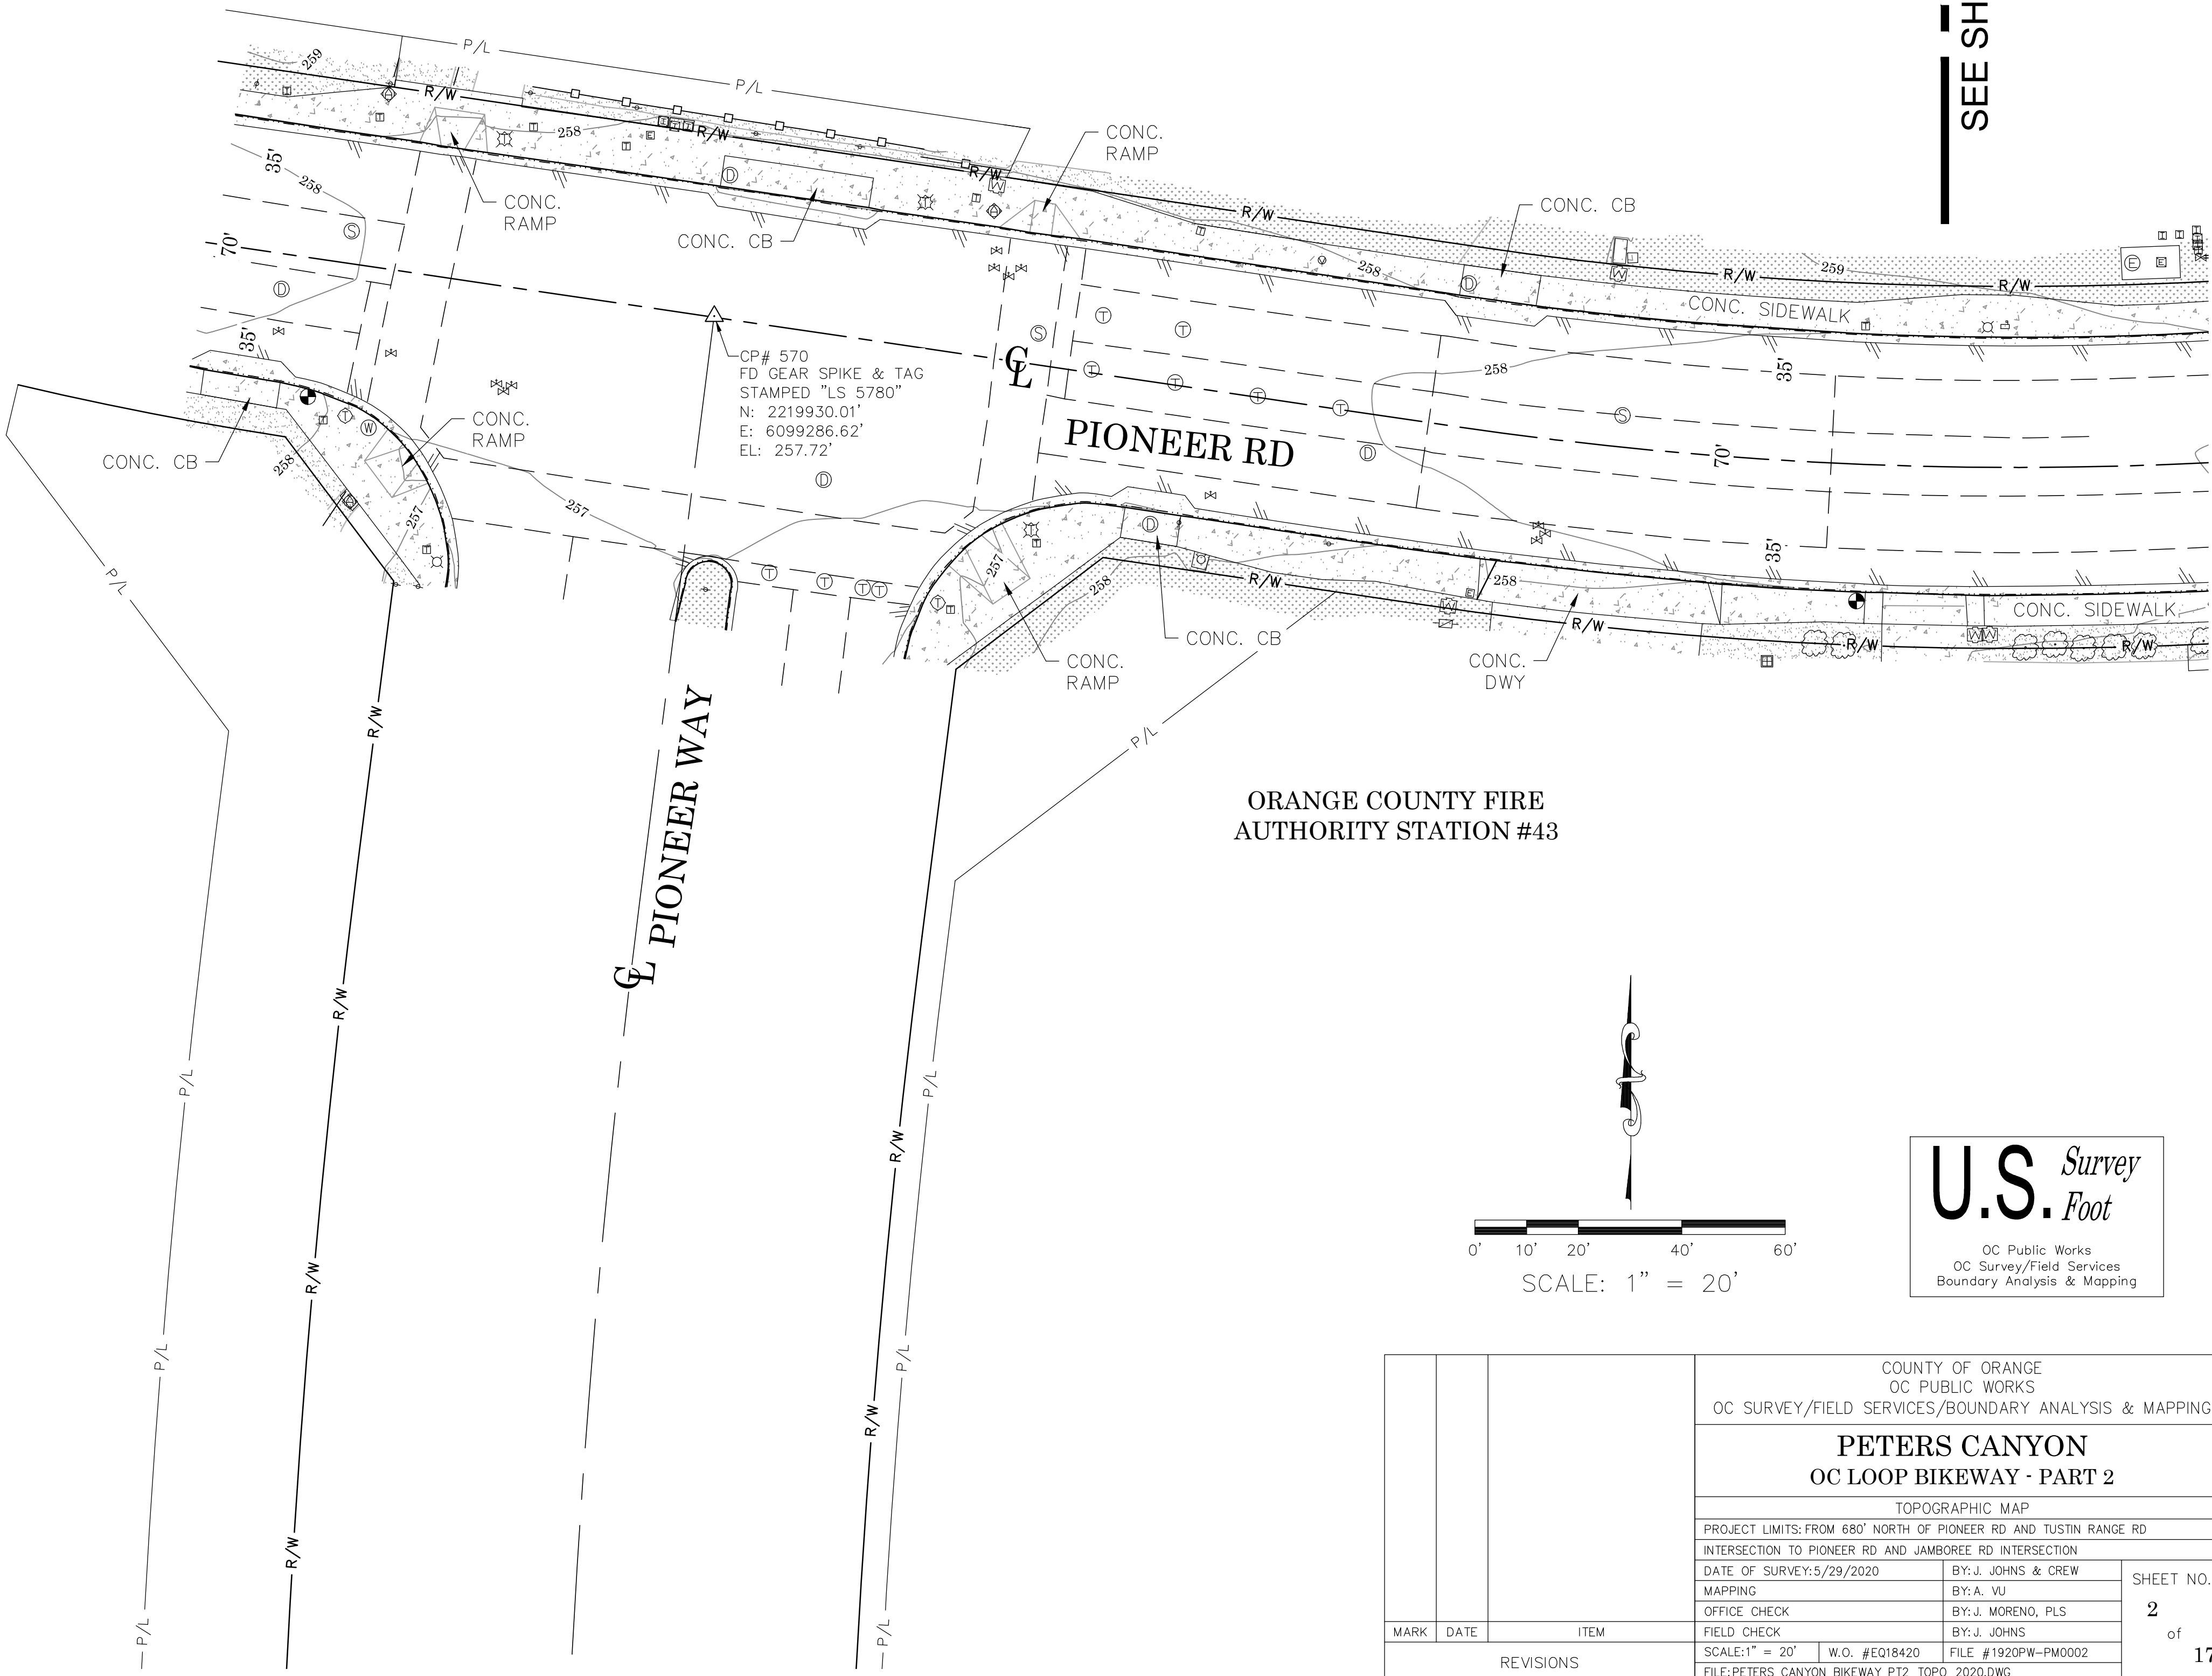 SEE SH
P/L
P/L
259
R/W
258
R/W
R/W
CONC.
RAMP
CONC. CB
R/W
258
259
R/W
R/W
CONC. SIDEWALK
35'
258
CONC.
RAMP
CONC. CB
70'
35'
CP# 570
FD GEAR SPIKE & TAG
STAMPED "LS 5780"
N: 2219930.01'
E: 6099286.62'
EL: 257.72'
CL
PIONEER RD
258
35'
70'
35'
CONC.
RAMP
CONC. CB
258
257
257
257
258
R/W
258
CONC. SIDEWALK
R/W
R/W
R/W
CONC. CB
CONC.
RAMP
CONC.
DWY
P/L
P/L
R/W
CL PIONEER WAY
ORANGE COUNTY FIRE
AUTHORITY STATION #43
R/W
P/L
P/L
R/W
R/W
P/L
P/L
R/W
R/W
P/L
P/L
0' 10' 20' 40' 60'
SCALE: 1" = 20'
U.S. Survey
Foot
OC Public Works
OC Survey/Field Services
Boundary Analysis & Mapping
COUNTY OF ORANGE
OC PUBLIC WORKS
OC SURVEY/FIELD SERVICES/BOUNDARY ANALYSIS & MAPPING
PETERS CANYON
OC LOOP BIKEWAY - PART 2
TOPOGRAPHIC MAP
PROJECT LIMITS: FROM 680' NORTH OF PIONEER RD AND TUSTIN RANGE RD
INTERSECTION TO PIONEER RD AND JAMBOREE RD INTERSECTION
DATE OF SURVEY: 5/29/2020 BY: J. JOHNS & CREW
MAPPING BY: A. VU
OFFICE CHECK BY: J. MORENO, PLS
FIELD CHECK BY: J. JOHNS
SCALE: 1" = 20' W.O. #EQ18420 FILE #1920PW-PM0002
FILE: PETERS CANYON BIKEWAY PT2 TOPO 2020.DWG
SHEET NO.
2
of
17
MARK DATE ITEM
REVISIONS